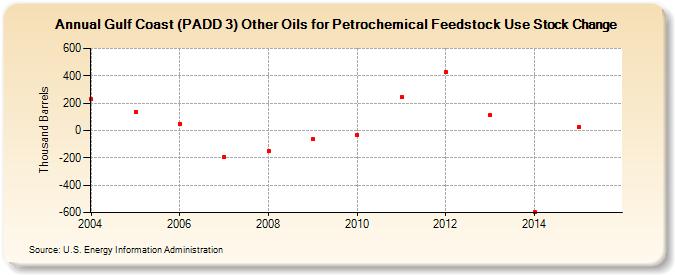 Annual Gulf Coast (PADD 3) Other Oils for Petrochemical Feedstock Use Stock Change
Thousand Barrels
600
400
200
0
-200
-400
-600
2004 2006 2008 2010 2012 2014
Source: U.S. Energy Information Administration